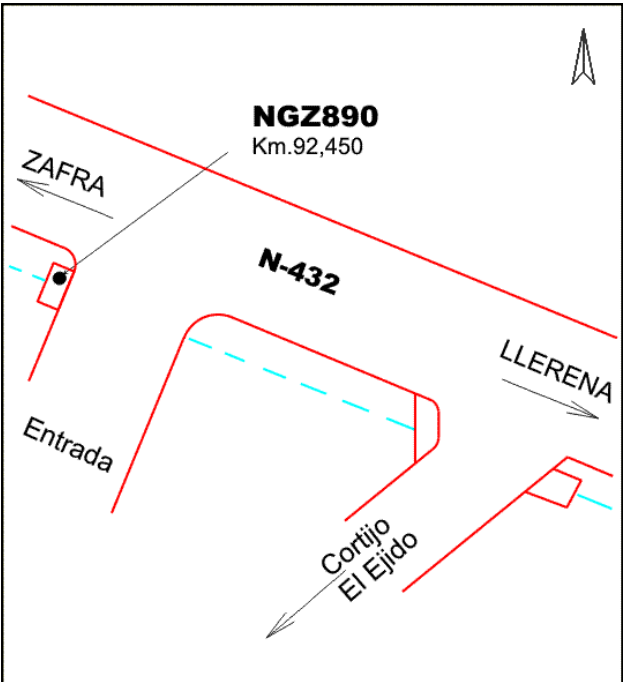 NGZ890
Km.92,450
ZAFRA
N-432
LLERENA
Entrada
Cortijo
El Ejido